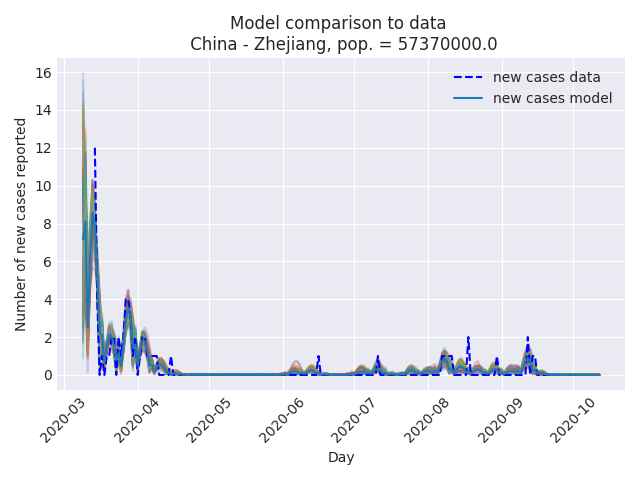 Model comparison to data
China - Zhejiang, pop. = 57370000.0
new cases data
new cases model
Number of new cases reported
16
14
12
10
8
6
4
2
0
2020-03
2020-04
2020-05
2020-06
2020-07
2020-08
2020-09
2020-10
Day